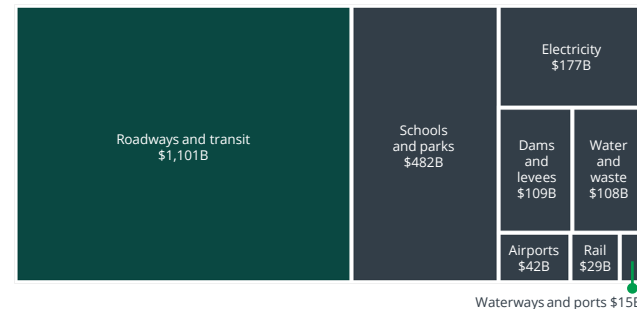 Roadways and transit
$1,101B
Schools
and parks
$482B
Electricity
$177B
Dams
and
levees
$109B
Water
and
waste
$108B
Airports
$42B
Rail
$29B
Waterways and ports $15B